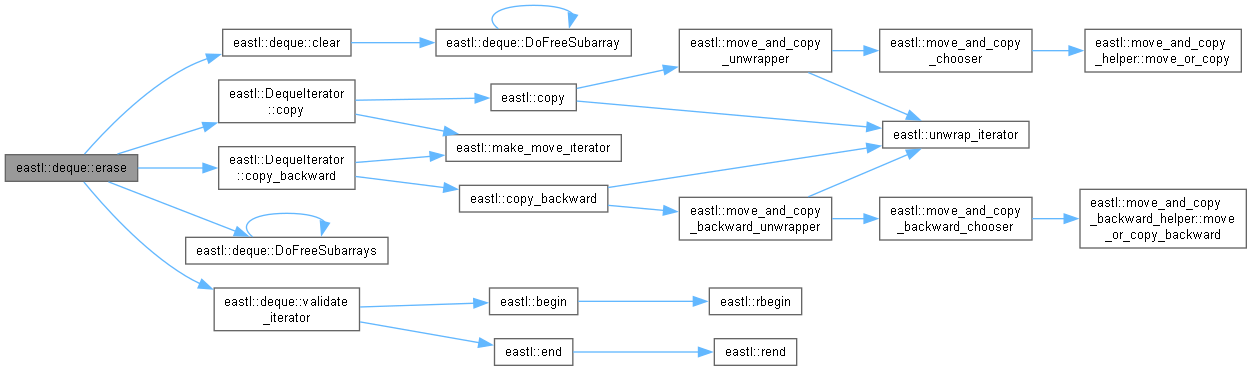 eastl::deque::erase
eastl::deque::clear
eastl::deque::DoFreeSubarray
eastl::DequeIterator
::copy
eastl::copy
eastl::move_and_copy
_unwrapper
eastl::move_and_copy
_chooser
eastl::move_and_copy
_helper::move_or_copy
eastl::unwrap_iterator
eastl::make_move_iterator
eastl::DequeIterator
::copy_backward
eastl::copy_backward
eastl::move_and_copy
_backward_unwrapper
eastl::move_and_copy
_backward_chooser
eastl::move_and_copy
_backward_helper::move
_or_copy_backward
eastl::deque::DoFreeSubarrays
eastl::deque::validate
_iterator
eastl::begin
eastl::rbegin
eastl::end
eastl::rend